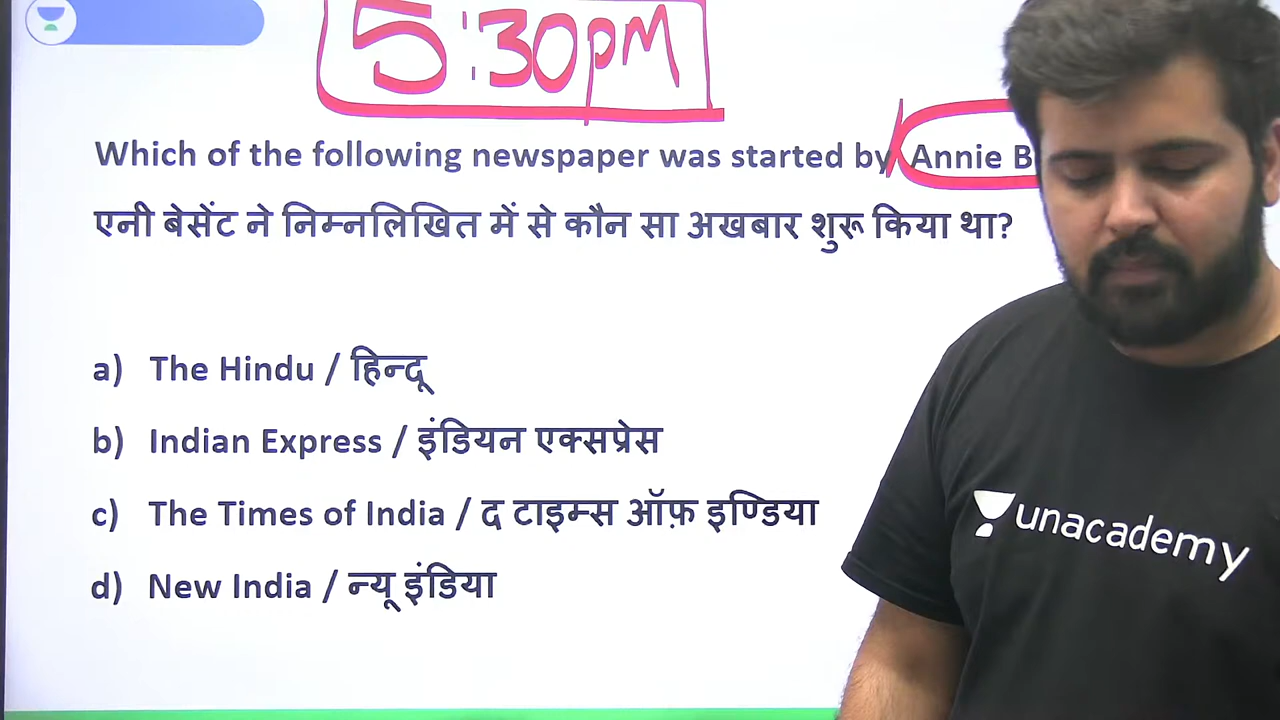 5:30pm
Which of the following newspaper was started by Annie B
एनी बेसेंट ने निम्नलिखित में से कौन सा अखबार शुरू किया था?
a) The Hindu / हिन्दू
b) Indian Express / इंडियन एक्सप्रेस
c) The Times of India / द टाइम्स ऑफ़ इण्डिया
d) New India / न्यू इंडिया
unacademy